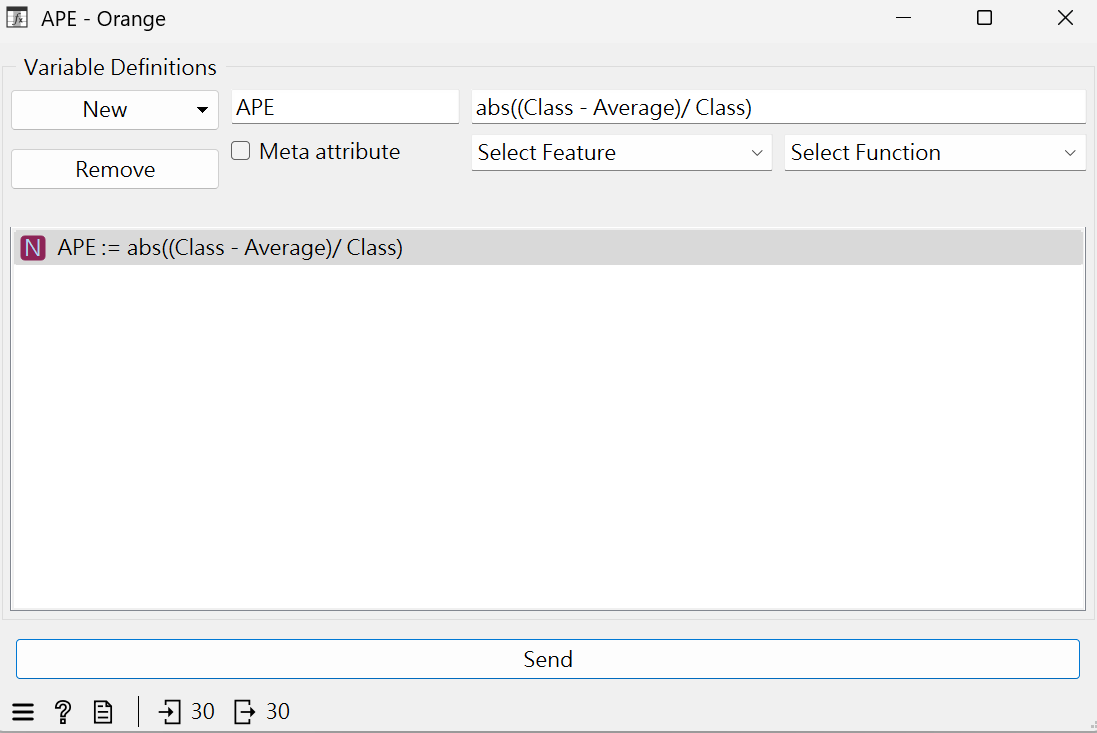 APE - Orange
Variable Definitions
New
APE
abs((Class - Average)/ Class)
Remove
Meta attribute
Select Feature
Select Function
N APE := abs((Class - Average)/ Class)
Send
? 30 30